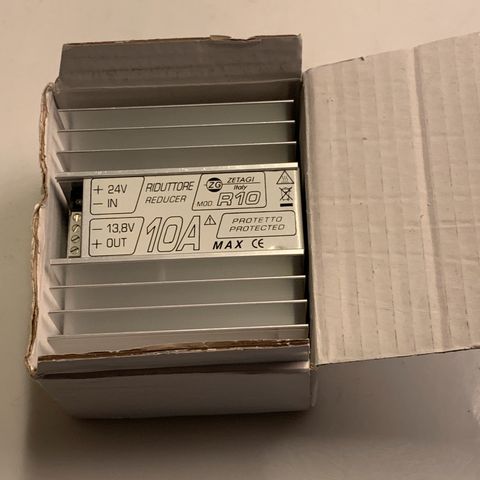 + 24V
− IN
RIDUTTORE
REDUCER
ZG
ZETAGI
Italy
MOD. R10
− 13,8V
+ OUT
10A
MAX CE
PROTETTO
PROTECTED